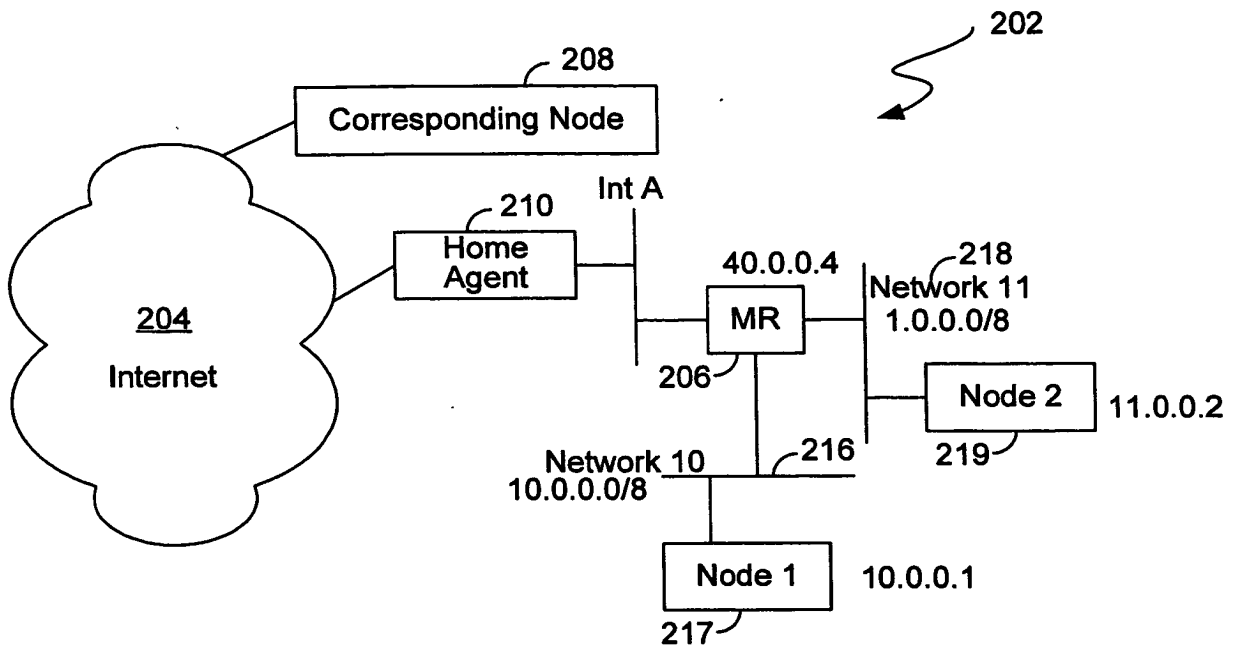 202
208
Corresponding Node
Int A
210
Home
Agent
40.0.0.4
218
Network 11
1.0.0.0/8
MR
204
Internet
206
Node 2
11.0.0.2
219
Network 10
216
10.0.0.0/8
Node 1
10.0.0.1
217